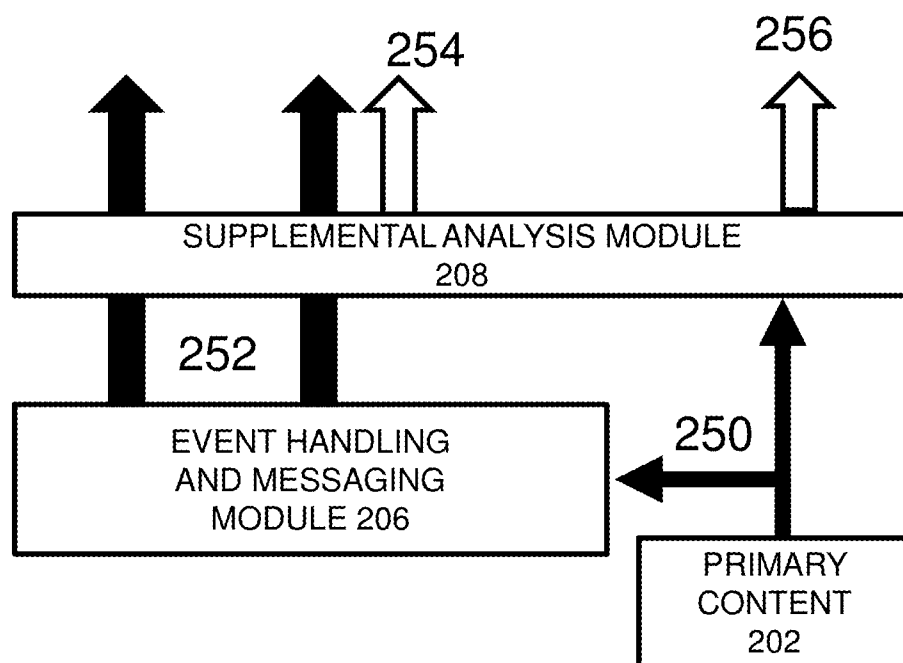 254
256
SUPPLEMENTAL ANALYSIS MODULE
208
252
EVENT HANDLING
AND MESSAGING
MODULE 206
250
PRIMARY
CONTENT
202